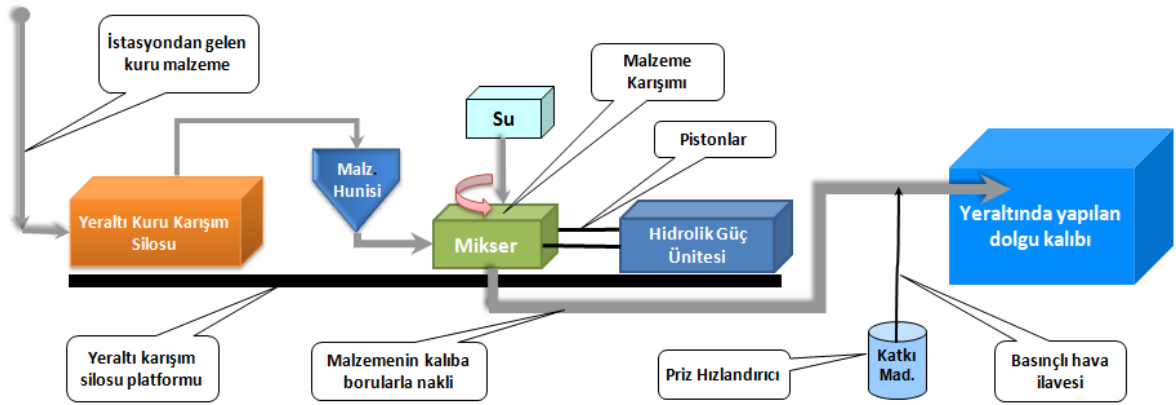 İstasyondan gelen
kuru malzeme
Malzeme
Karışımı
Su
Pistonlar
Malz.
Hunisi
Yeraltı Kuru Karışım
Silosu
Mikser
Hidrolik Güç
Ünitesi
Yeraltında yapılan
dolgu kalıbı
Yeraltı karışım
silosu platformu
Malzemenin kalıba
borularla nakli
Priz Hızlandırıcı
Katkı
Mad.
Basınçlı hava
ilavesi